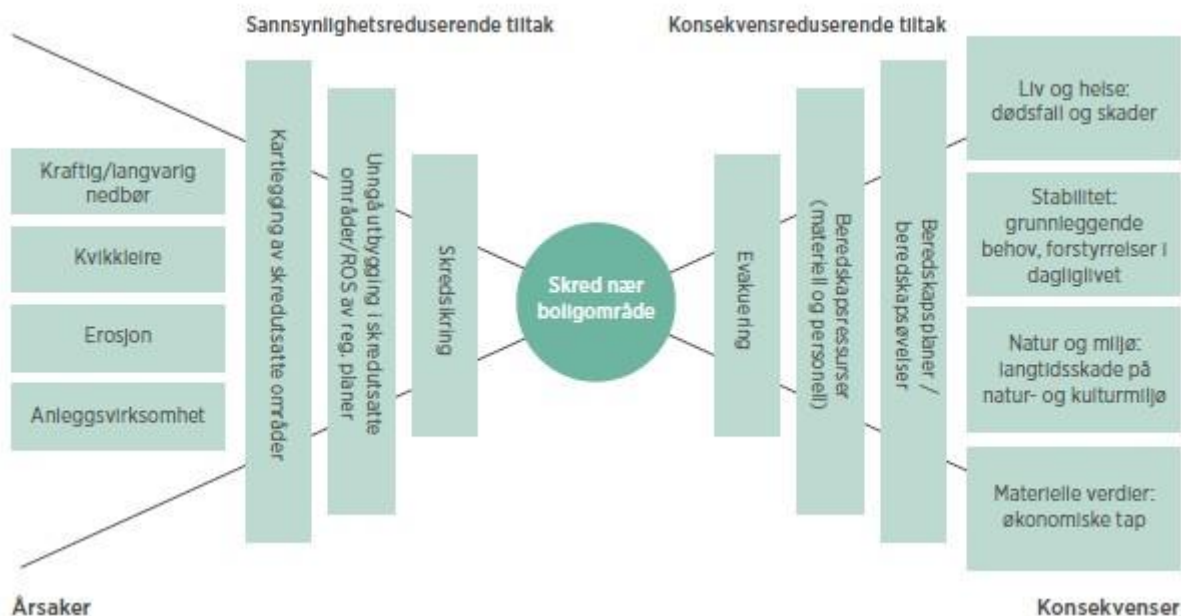 Sannsynlighetsreduserende tiltak
Konsekvensreduserende tiltak
Kraftig/langvarig
nedbør
Kvikkleire
Erosjon
Anleggsvirksomhet
Kartlegging av skredutsatte områder
Unngå utbygging i skredutsatte
områder/ROS av reg. planer
Skredsikring
Skred nær
boligområde
Evakuering
Beredskapsressurser
(materiell og personell)
Beredskapsplaner /
beredskapsøvelser
Liv og helse:
dødsfall og skader
Stabilitet:
grunnleggende
behov, forstyrrelser i
dagliglivet
Natur og miljø:
langtidsskade på
natur- og kulturmiljø
Materielle verdier:
økonomiske tap
Årsaker
Konsekvenser